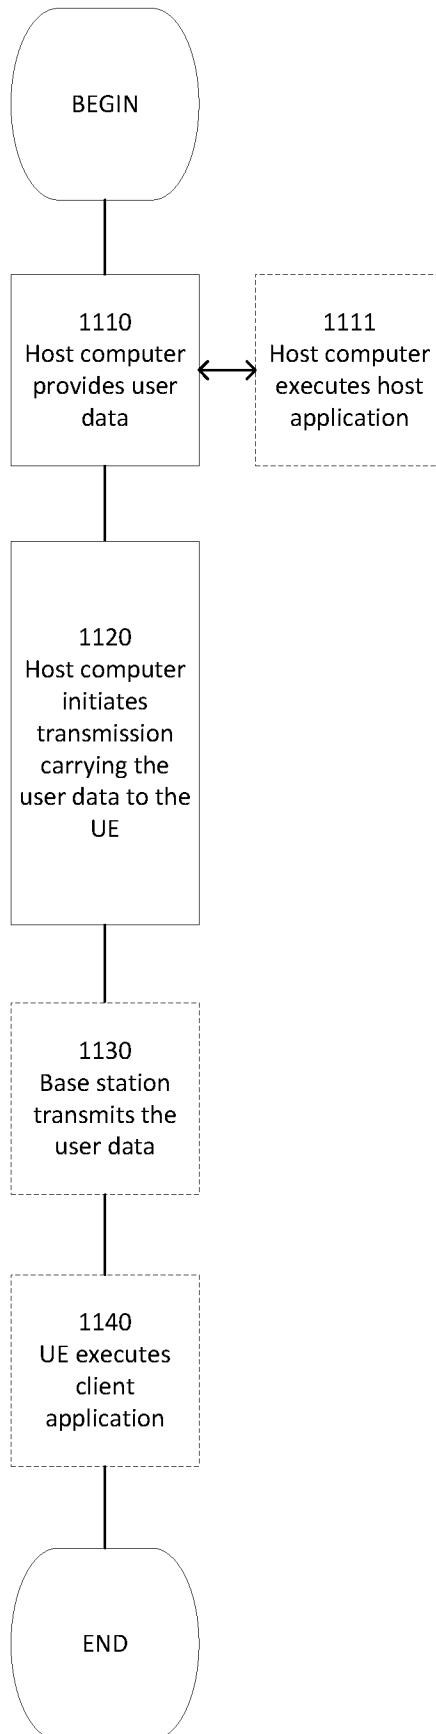 BEGIN
1110
Host computer
provides user
data
1111
Host computer
executes host
application
1120
Host computer
initiates
transmission
carrying the
user data to the
UE
1130
Base station
transmits the
user data
1140
UE executes
client
application
END